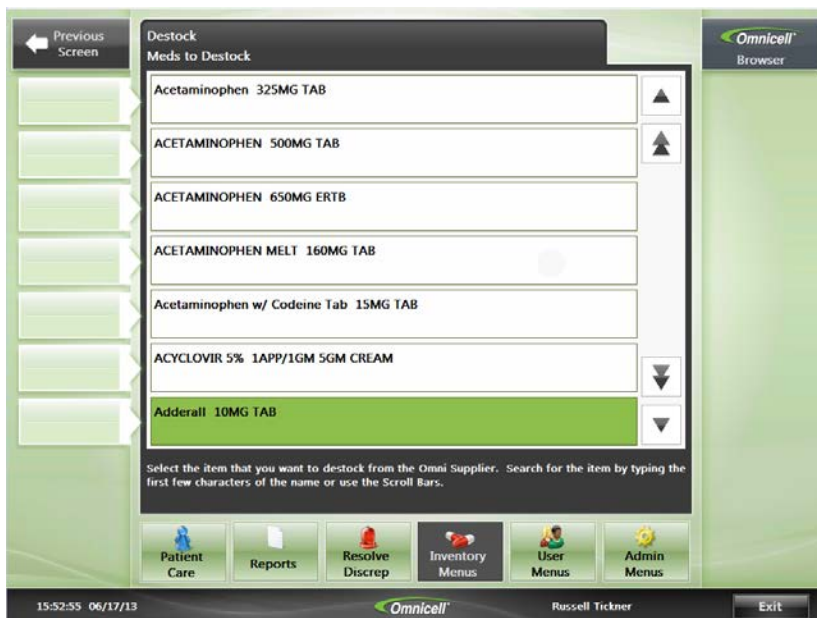 Previous
Screen
Destock
Meds to Destock
Omnicell
Browser
Acetaminophen 325MG TAB
ACETAMINOPHEN 500MG TAB
ACETAMINOPHEN 650MG ERTB
ACETAMINOPHEN MELT 160MG TAB
Acetaminophen w/ Codeine Tab 15MG TAB
ACYCLOVIR 5% 1APP/1GM 5GM CREAM
Adderall 10MG TAB
Select the item that you want to destock from the Omni Supplier. Search for the item by typing the
first few characters of the name or use the Scroll Bars.
Patient
Care
Reports
Resolve
Discrep
Inventory
Menus
User
Menus
Admin
Menus
15:52:55 06/17/13
Omnicell
Russell Tickner
Exit